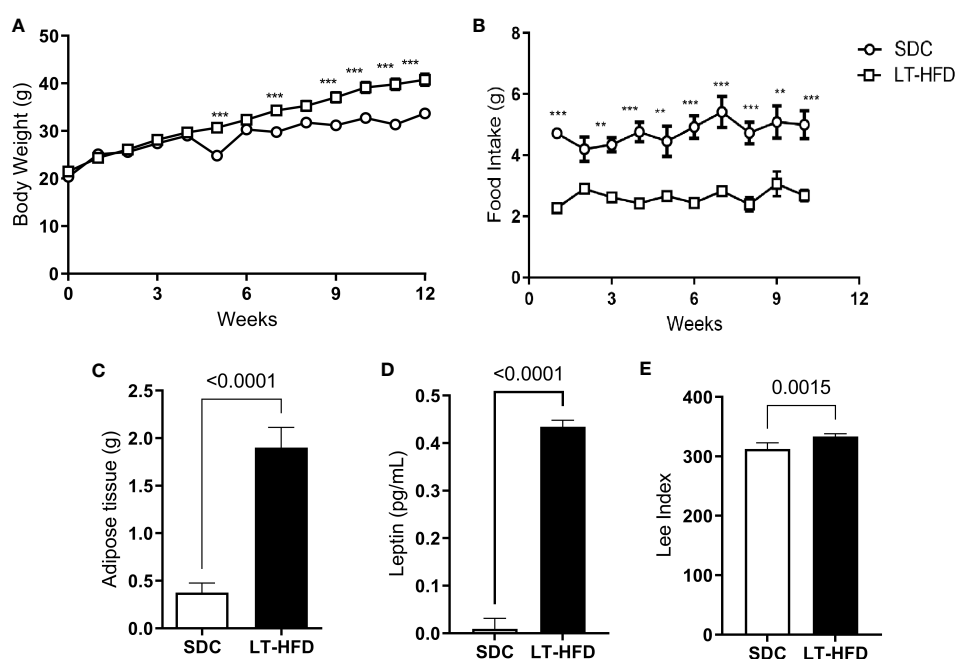 A
Body Weight (g)
50
40
30
20
10
0
*** *** *** *** *** ***
0 3 6 9 12
Weeks
B
Food Intake (g)
8
6
4
2
0
*** ** *** ** *** *** *** ** ***
0 3 6 9 12
Weeks
SDC
LT-HFD
C
<0.0001
Adipose tissue (g)
2.5
2.0
1.5
1.0
0.5
0.0
SDC LT-HFD
D
<0.0001
Leptin (pg/mL)
0.5
0.4
0.3
0.2
0.1
0.0
SDC LT-HFD
E
0.0015
Lee Index
400
300
200
100
0
SDC LT-HFD